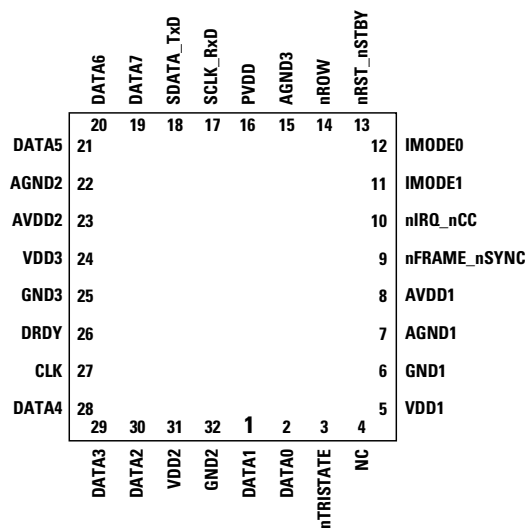 DATA6 DATA7 SDATA_TxD SCLK_RxD PVDD AGND3 nROW nRST_nSTBY
20 19 18 17 16 15 14 13
DATA5 21 12 IMODE0
AGND2 22 11 IMODE1
AVDD2 23 10 nIRQ_nCC
VDD3 24 9 nFRAME_nSYNC
GND3 25 8 AVDD1
DRDY 26 7 AGND1
CLK 27 6 GND1
DATA4 28 5 VDD1
29 30 31 32 1 2 3 4
DATA3 DATA2 VDD2 GND2 DATA1 DATA0 nTRISTATE NC